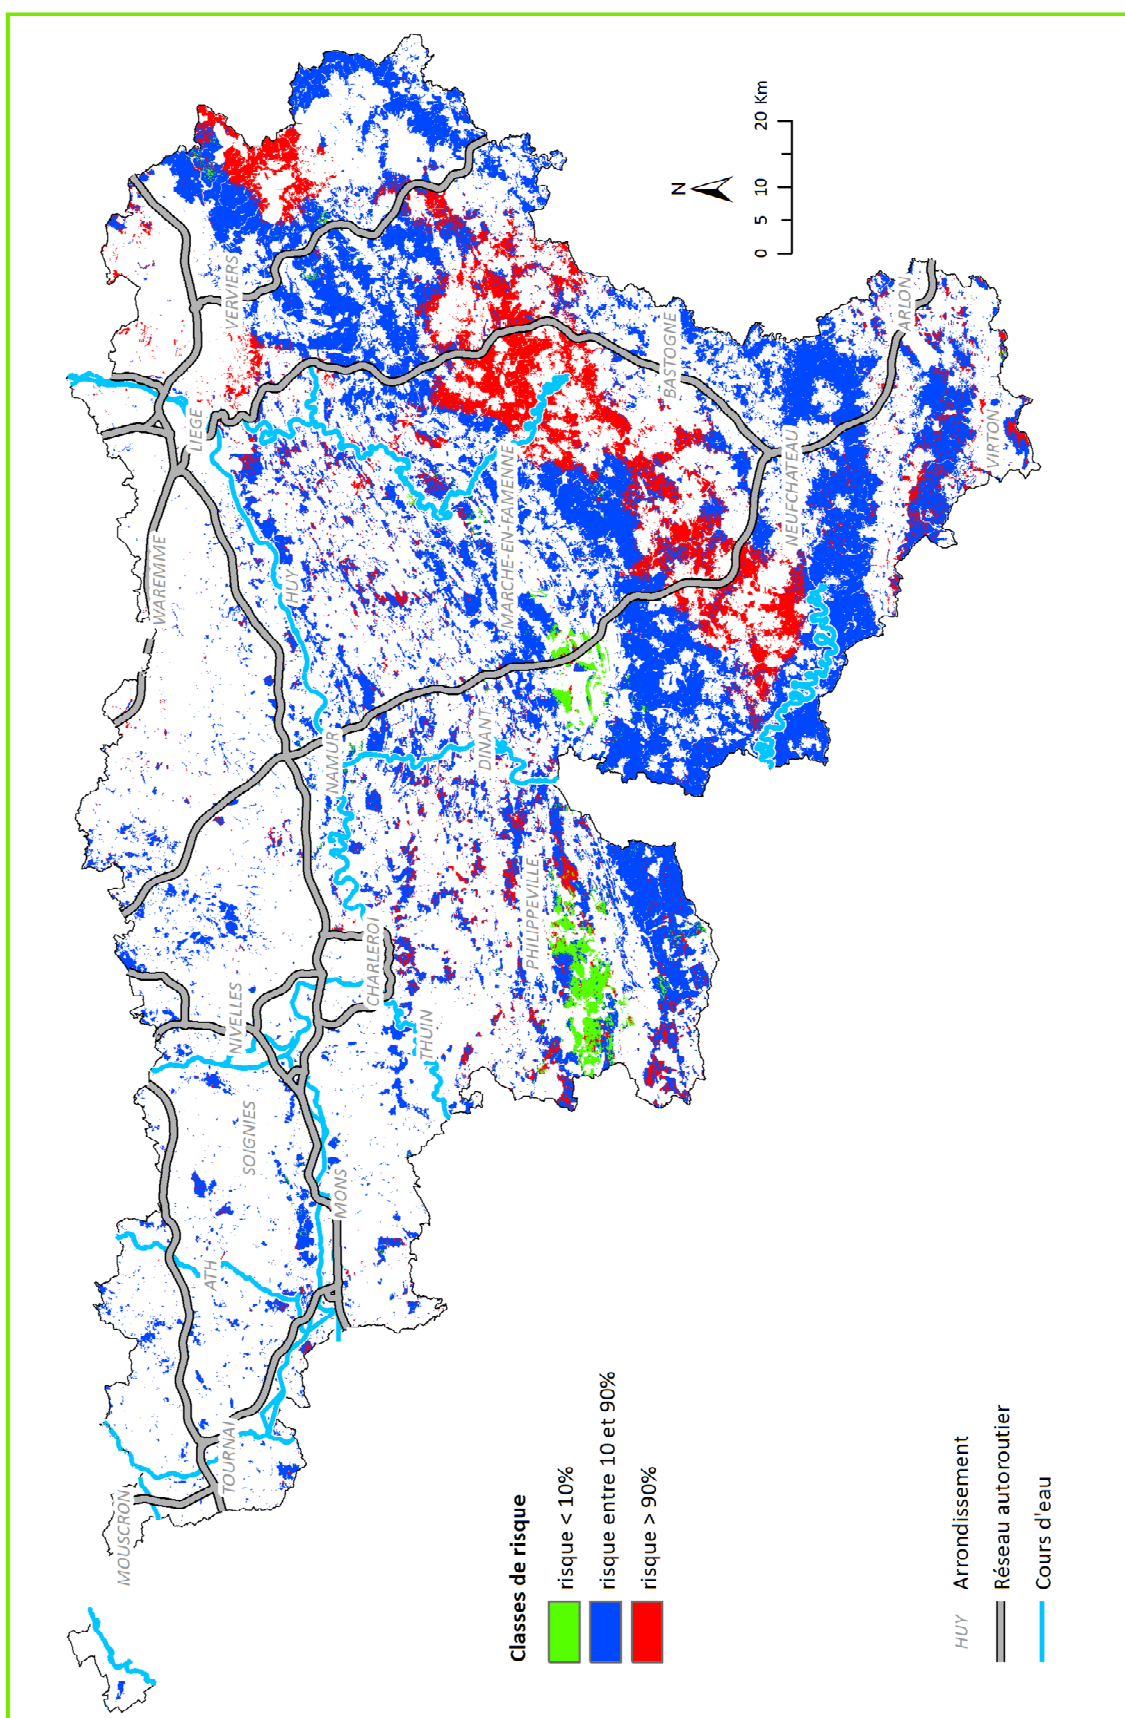 MOUSCRON
TOURNAI
ATH
SOIGNIES
MONS
NIVELLES
CHARLEROI
THUIN
NAMUR
DINANT
PHILIPPEVILLE
WAREMME
HUY
LIEGE
VERVIERS
MARCHE-EN-FAMENNE
BASTOGNE
NEUFCHATEAU
ARLON
VIRTON
N
0 5 10 20 Km
Classes de risque
risque < 10%
risque entre 10 et 90%
risque > 90%
HUY Arrondissement
Réseau autoroutier
Cours d'eau